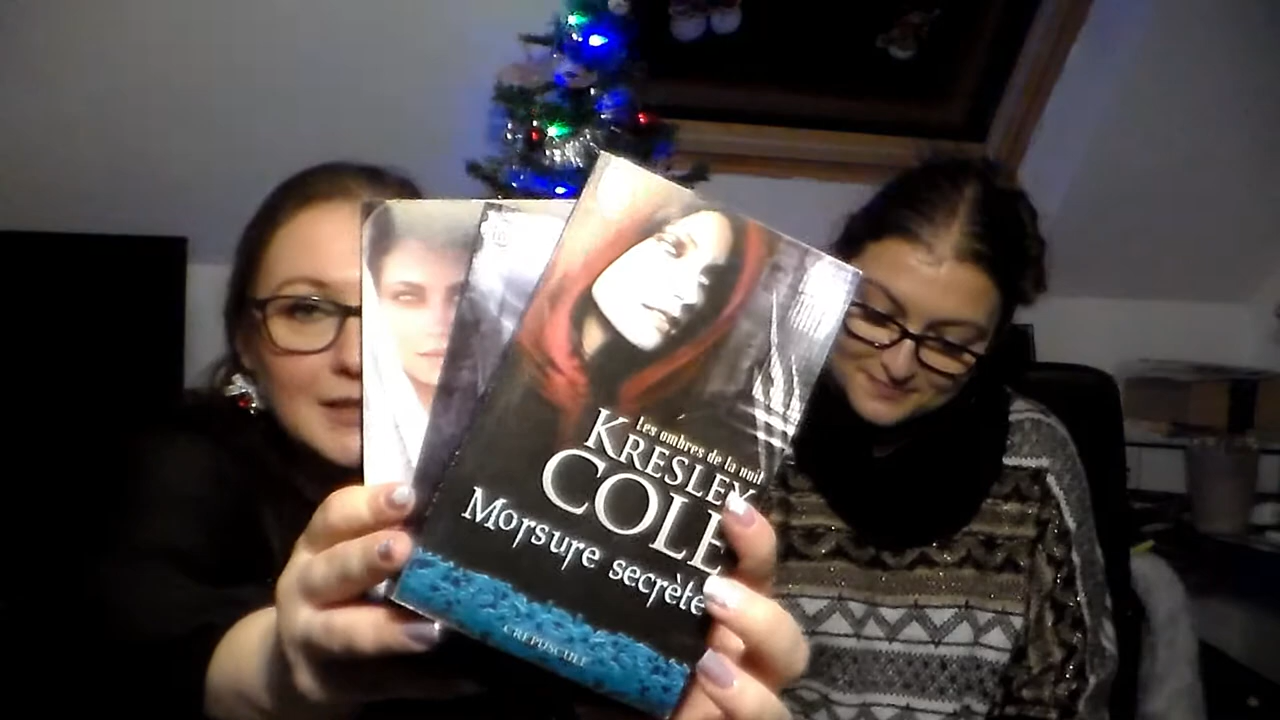 Les ombres de la nuit
KRESLEY
COLE
Morsure secrète
CRÉPUSCULE